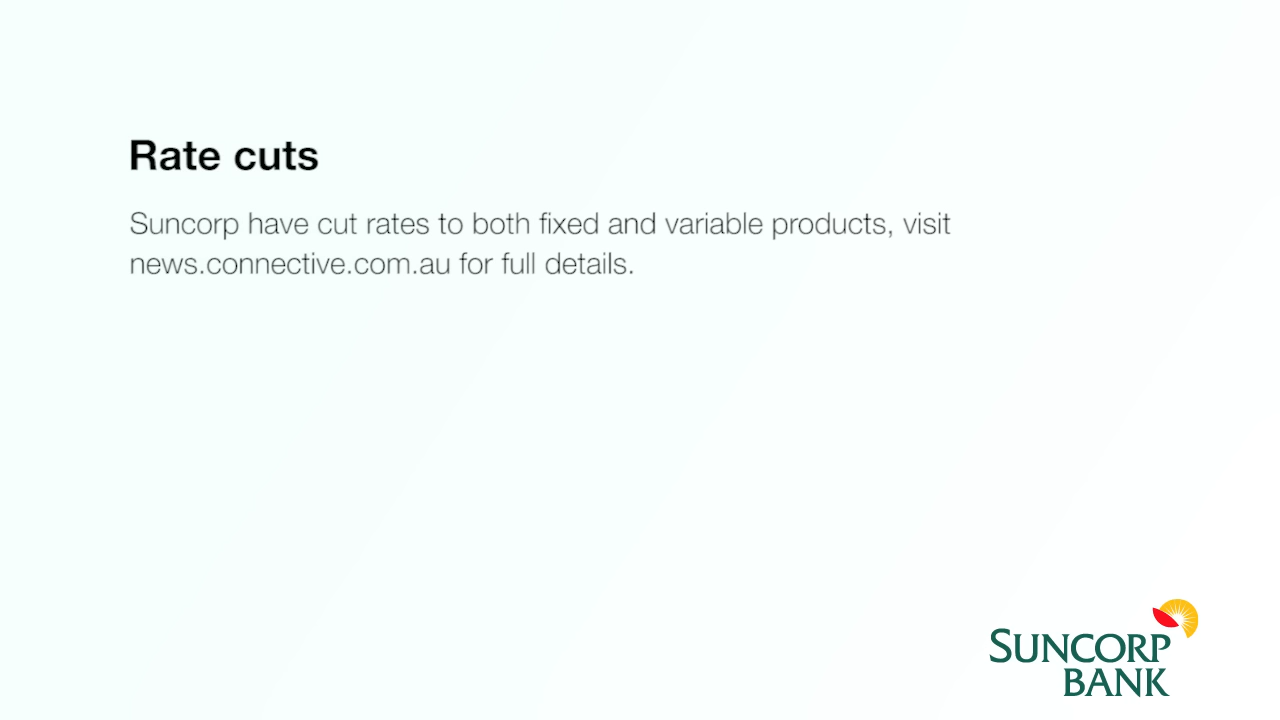 Rate cuts
Suncorp have cut rates to both fixed and variable products, visit
news.connective.com.au for full details.
SUNCORP
BANK